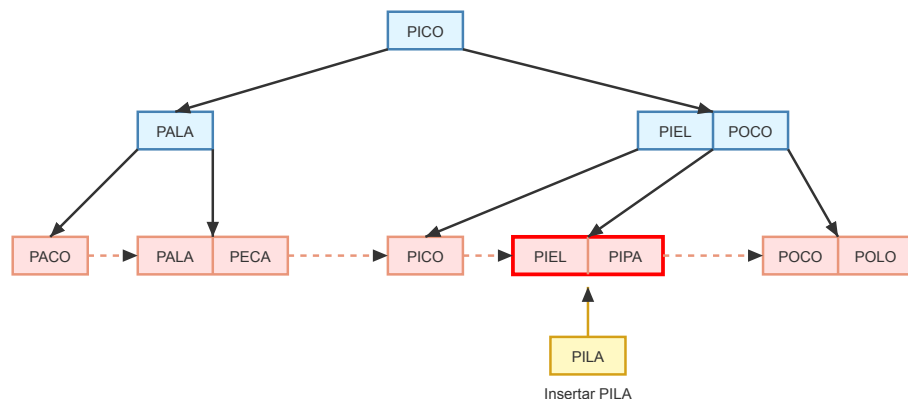 PICO
PALA
PIEL POCO
PACO PALA PECA PICO PIEL PIPA POCO POLO
PILA
Insertar PILA